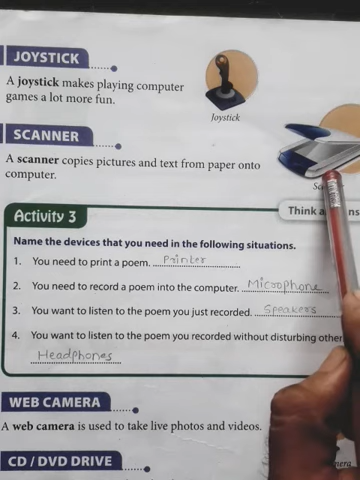 JOYSTICK
A joystick makes playing computer
games a lot more fun.
Joystick
SCANNER
A scanner copies pictures and text from paper onto
computer.
Activity 3
Think a
Name the devices that you need in the following situations.
1. You need to print a poem. Printer
2. You need to record a poem into the computer. Microphone
3. You want to listen to the poem you just recorded. Speakers
4. You want to listen to the poem you recorded without disturbing other
Headphones
WEB CAMERA
A web camera is used to take live photos and videos.
CD / DVD DRIVE